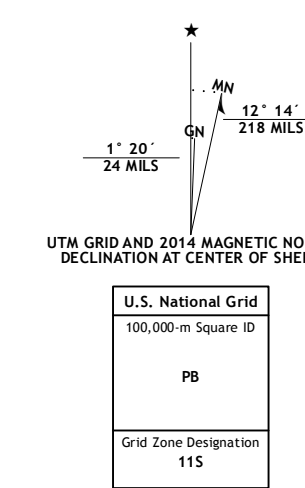 ★
MN
GN
12° 14´
218 MILS
1° 20´
24 MILS
UTM GRID AND 2014 MAGNETIC NO
DECLINATION AT CENTER OF SHE
U.S. National Grid
100,000-m Square ID
PB
Grid Zone Designation
11S